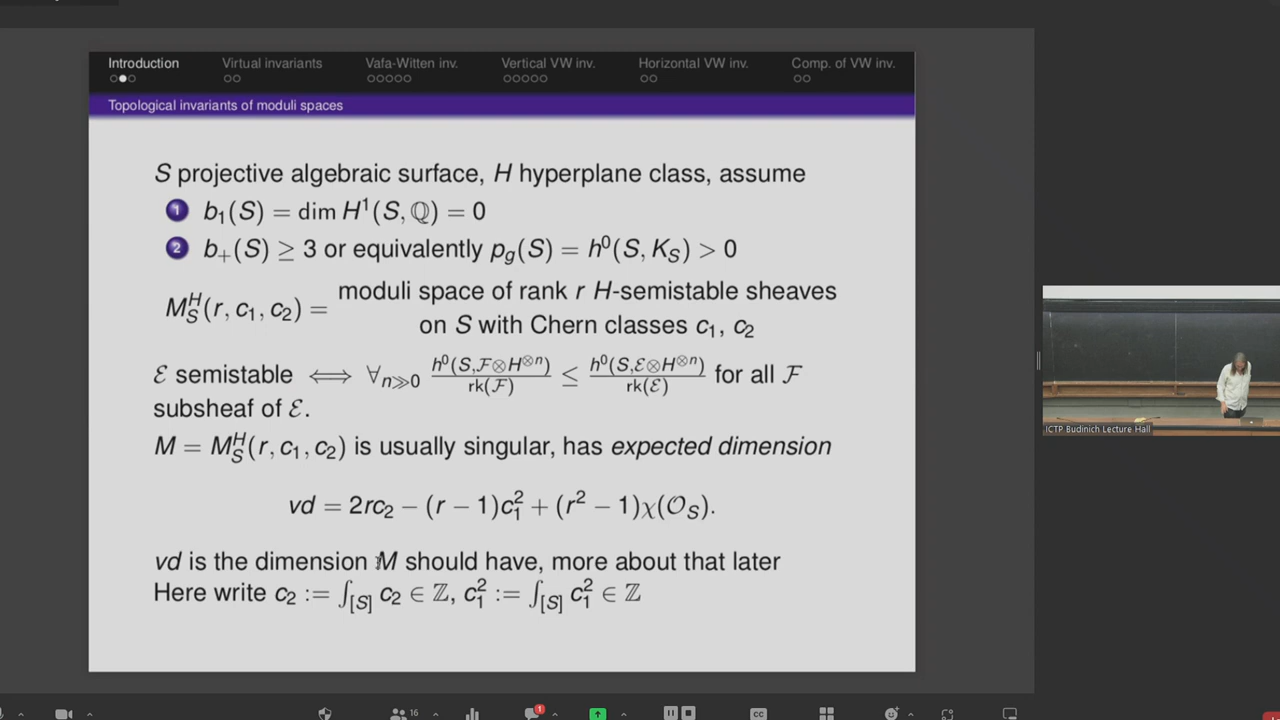 Introduction Virtual invariants Vafa-Witten inv. Vertical VW inv. Horizontal VW inv. Comp. of VW inv.
Topological invariants of moduli spaces
S projective algebraic surface, H hyperplane class, assume
1 b₁(S) = dim H¹(S, ℚ) = 0
2 b₊(S) ≥ 3 or equivalently p_g(S) = h⁰(S, K_S) > 0
M_S^H(r, c₁, c₂) = moduli space of rank r H-semistable sheaves
on S with Chern classes c₁, c₂
ℰ semistable ⟺ ∀_{n≫0} h⁰(S,ℱ⊗H^{⊗n})/rk(ℱ) ≤ h⁰(S,ℰ⊗H^{⊗n})/rk(ℰ) for all ℱ
subsheaf of ℰ.
M = M_S^H(r, c₁, c₂) is usually singular, has expected dimension
vd = 2rc₂ − (r − 1)c₁² + (r² − 1)χ(𝒪_S).
vd is the dimension M should have, more about that later
Here write c₂ := ∫_{[S]} c₂ ∈ ℤ, c₁² := ∫_{[S]} c₁² ∈ ℤ
ICTP Budinich Lecture Hall
16
1
CC